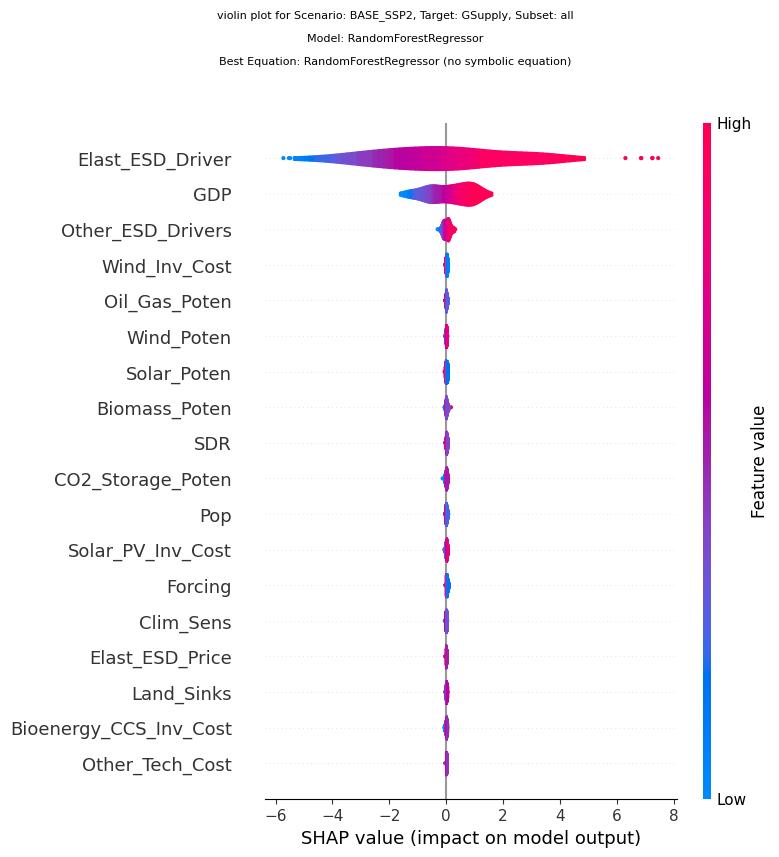 violin plot for Scenario: BASE_SSP2, Target: GSupply, Subset: all
Model: RandomForestRegressor
Best Equation: RandomForestRegressor (no symbolic equation)
High
Elast_ESD_Driver
GDP
Other_ESD_Drivers
Wind_Inv_Cost
Oil_Gas_Poten
Wind_Poten
Solar_Poten
Biomass_Poten
SDR
CO2_Storage_Poten
Pop
Solar_PV_Inv_Cost
Forcing
Clim_Sens
Elast_ESD_Price
Land_Sinks
Bioenergy_CCS_Inv_Cost
Other_Tech_Cost
Feature value
Low
−6 −4 −2 0 2 4 6 8
SHAP value (impact on model output)